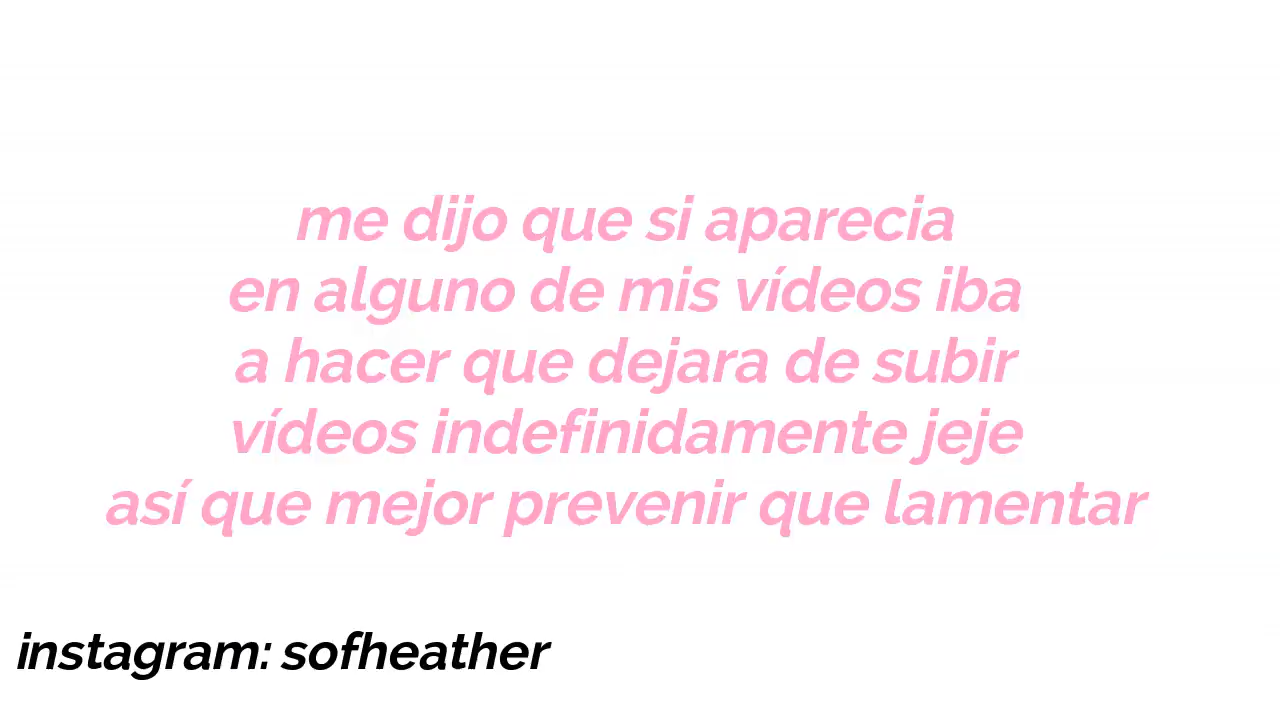 me dijo que si aparecia
en alguno de mis vídeos iba
a hacer que dejara de subir
vídeos indefinidamente jeje
así que mejor prevenir que lamentar
instagram: sofheather